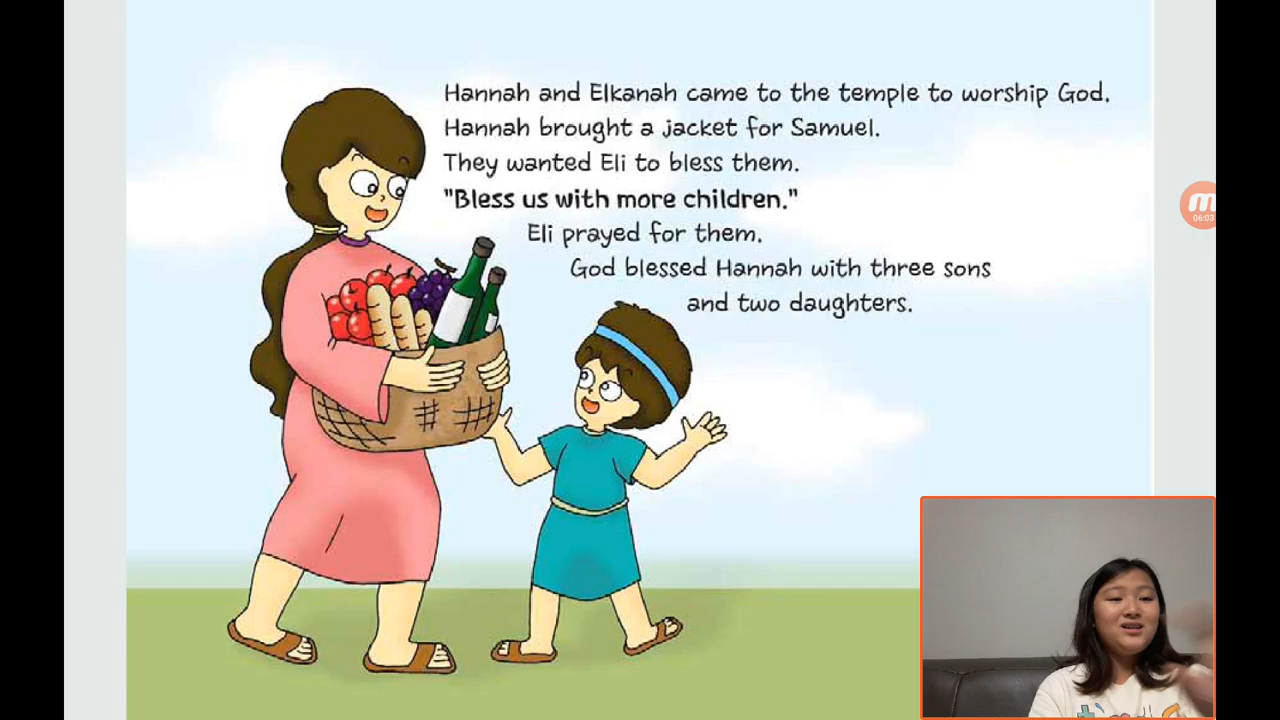 Hannah and Elkanah came to the temple to worship God.
Hannah brought a jacket for Samuel.
They wanted Eli to bless them.
"Bless us with more children."
Eli prayed for them.
God blessed Hannah with three sons
and two daughters.
06:03